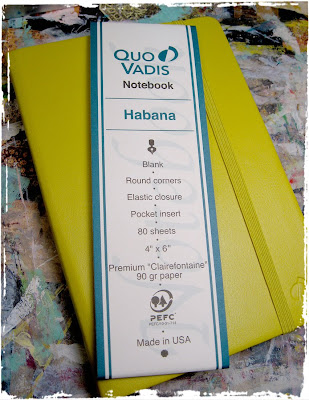 QUO
VADIS
Notebook
Habana
Blank
Round corners
Elastic closure
Pocket insert
80 sheets
4" x 6"
Premium "Clairefontaine"
90 gr paper
PEFC
Made in USA